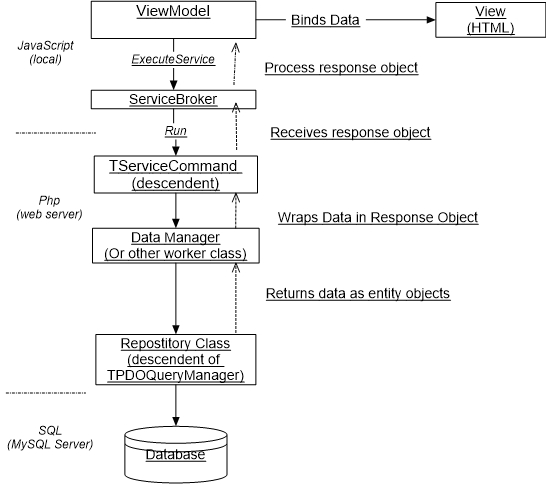 ViewModel
Binds Data
View
(HTML)
JavaScript
(local)
ExecuteService
Process response object
ServiceBroker
Run
Receives response object
TServiceCommand
(descendent)
Php
(web server)
Wraps Data in Response Object
Data Manager
(Or other worker class)
Returns data as entity objects
Repostitory Class
(descendent of
TPDOQueryManager)
SQL
(MySQL Server)
Database